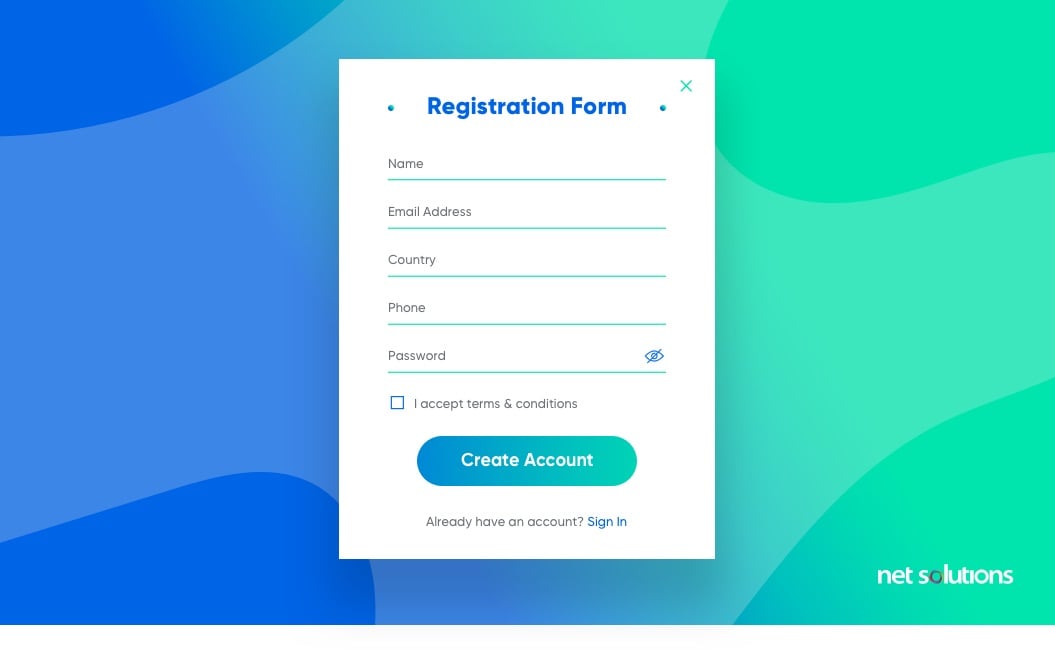 Registration Form
Name
Email Address
Country
Phone
Password
I accept terms & conditions
Create Account
Already have an account? Sign In
net solutions